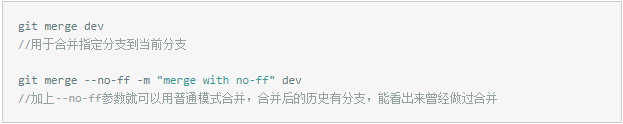 git merge dev
//用于合并指定分支到当前分支
git merge --no-ff -m "merge with no-ff" dev
//加上--no-ff参数就可以用普通模式合并，合并后的历史有分支，能看出来曾经做过合并